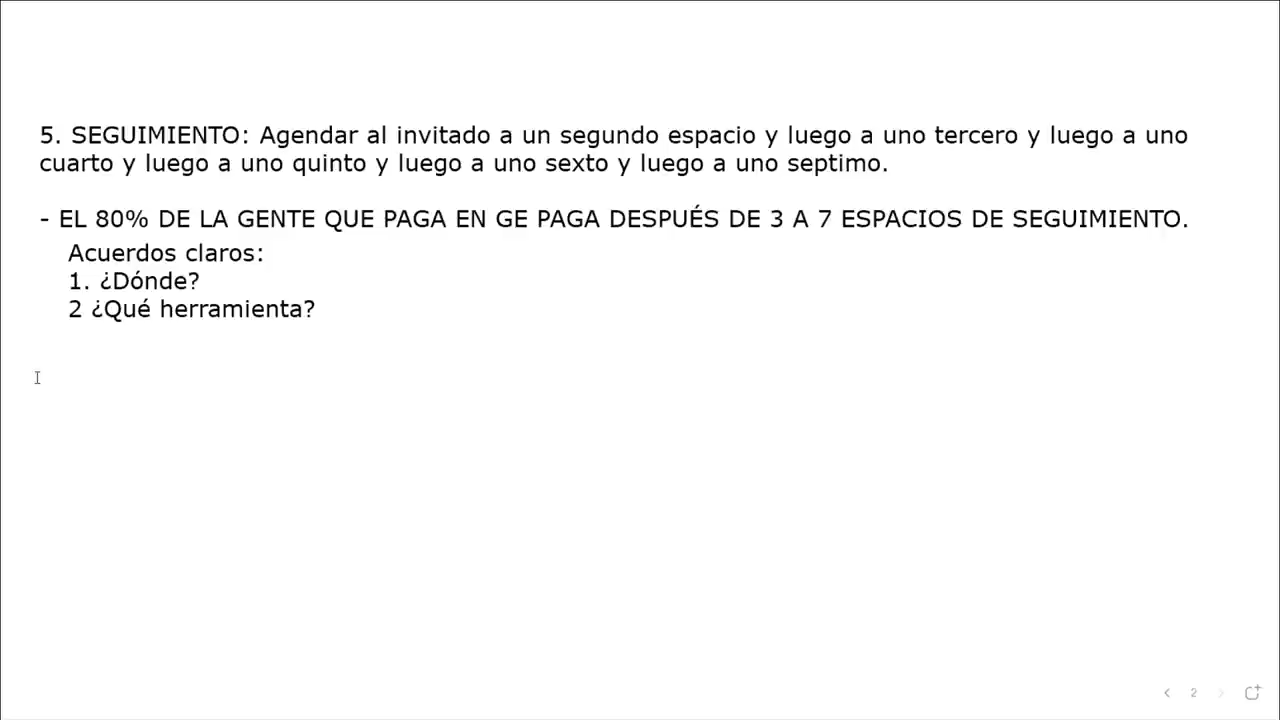 5. SEGUIMIENTO: Agendar al invitado a un segundo espacio y luego a uno tercero y luego a uno
cuarto y luego a uno quinto y luego a uno sexto y luego a uno septimo.
- EL 80% DE LA GENTE QUE PAGA EN GE PAGA DESPUÉS DE 3 A 7 ESPACIOS DE SEGUIMIENTO.
Acuerdos claros:
1. ¿Dónde?
2 ¿Qué herramienta?
2